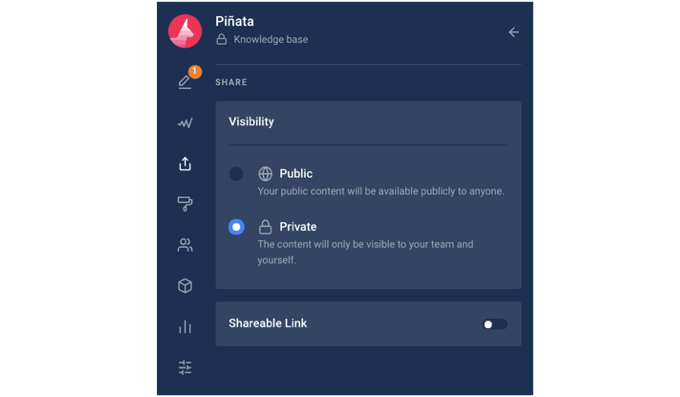 Piñata
Knowledge base
1
SHARE
Visibility
Public
Your public content will be available publicly to anyone.
Private
The content will only be visible to your team and
yourself.
Shareable Link